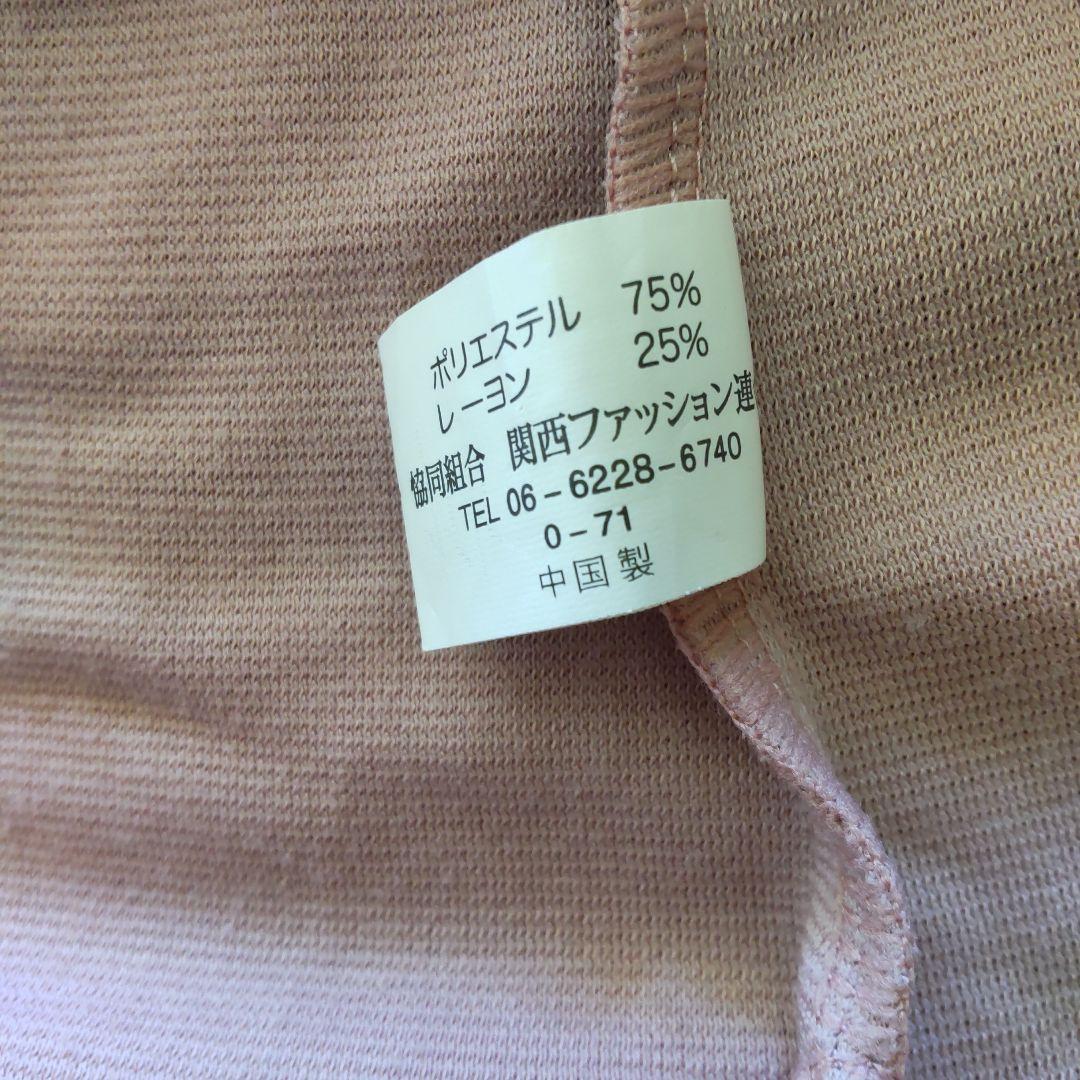 ポリエステル 75%
レーヨン 25%
協同組合 関西ファッション連
TEL 06-6228-6740
0-71
中国製